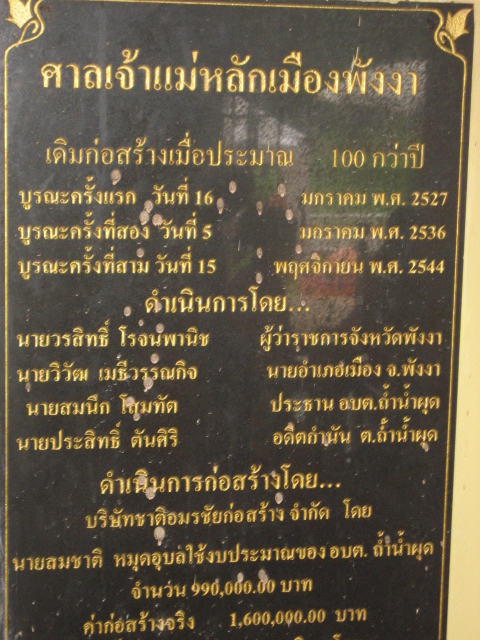 ศาลเจ้าแม่หลักเมืองพังงา
เดิมก่อสร้างเมื่อประมาณ 100 กว่าปี
บูรณะครั้งแรก วันที่ 16 มกราคม พ.ศ. 2527
บูรณะครั้งที่สอง วันที่ 5 มกราคม พ.ศ. 2536
บูรณะครั้งที่สาม วันที่ 15 พฤศจิกายน พ.ศ. 2544
ดำเนินการโดย...
นายวรสิทธิ์ โรจนพานิช ผู้ว่าราชการจังหวัดพังงา
นายวิวัฒ เมธีวรรณกิจ นายอำเภอเมือง จ.พังงา
นายสมนึก โสมทัต ประธาน อบต.ถ้ำน้ำผุด
นายประสิทธิ์ ตันศิริ อดีตกำนัน ต.ถ้ำน้ำผุด
ดำเนินการก่อสร้างโดย...
บริษัทชาติอมรชัยก่อสร้าง จำกัด โดย
นายสมชาติ หมุดอุบลใช้งบประมาณของ อบต. ถ้ำน้ำผุด
จำนวน 990,000.00 บาท
ค่าก่อสร้างจริง 1,600,000.00 บาท